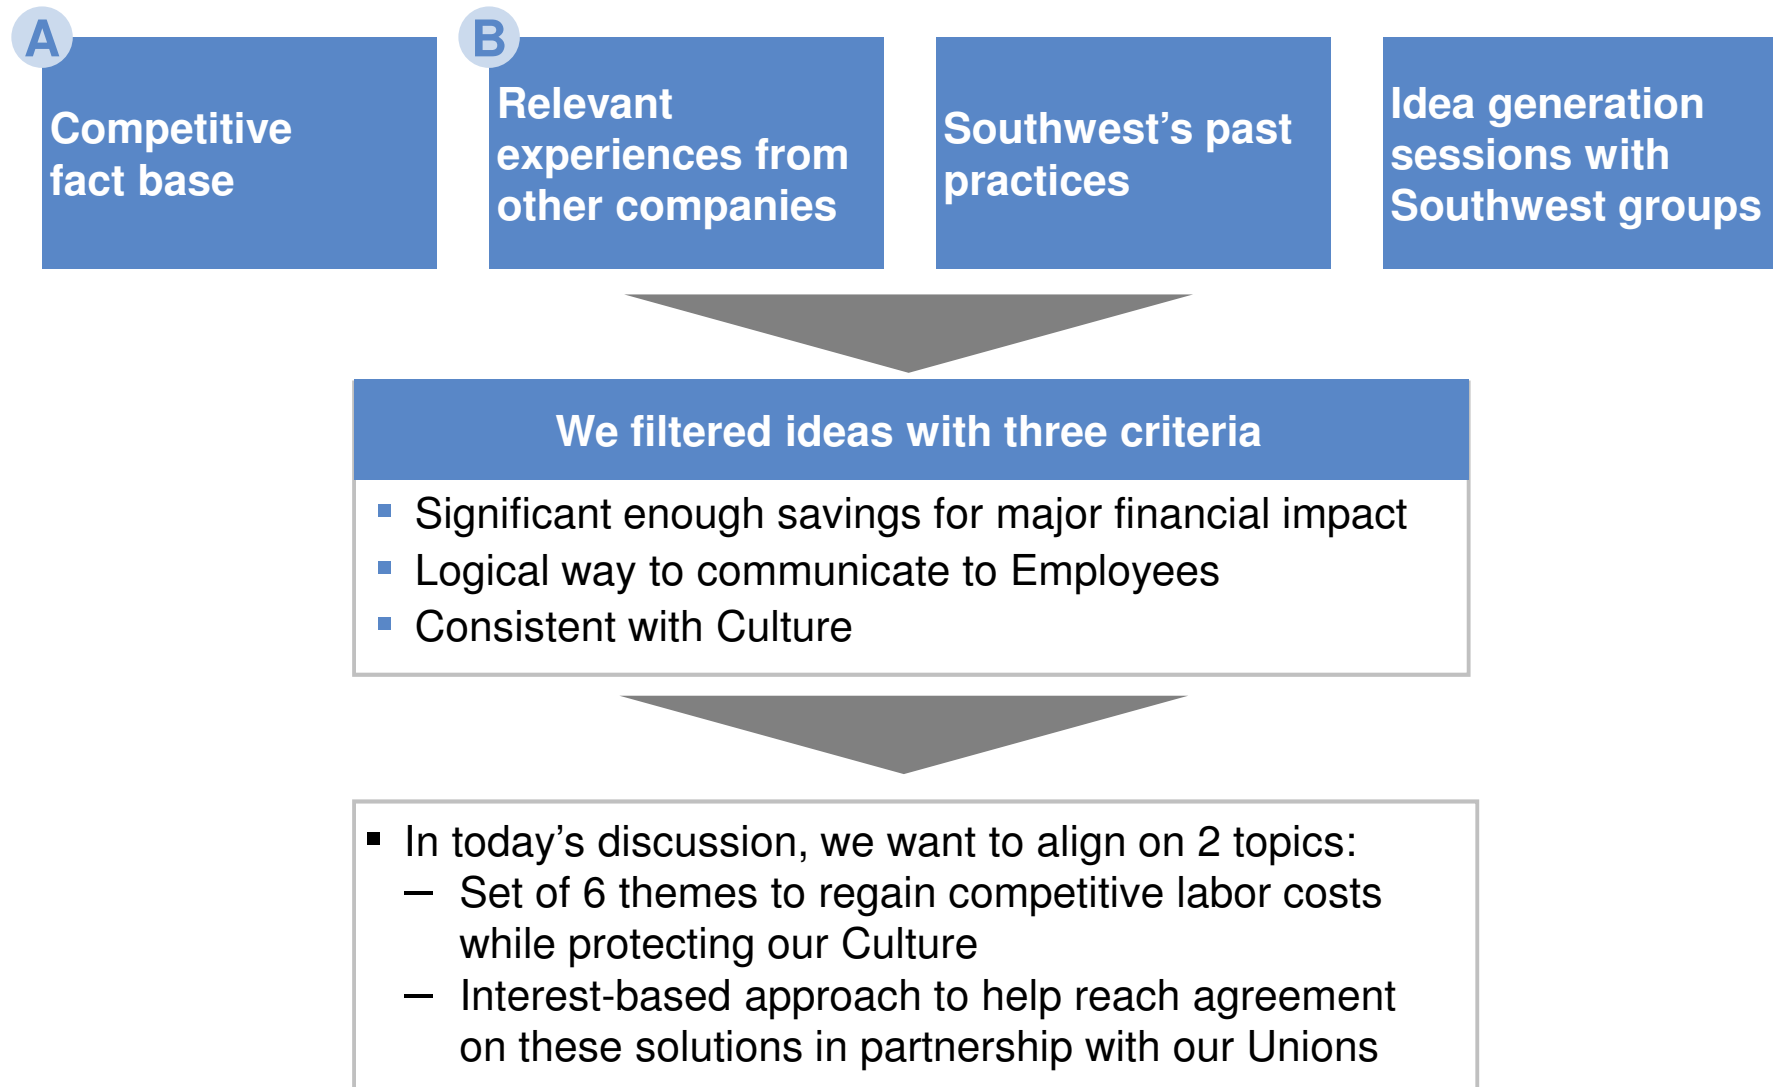 A
Competitive
fact base
B
Relevant
experiences from
other companies
Southwest’s past
practices
Idea generation
sessions with
Southwest groups
We filtered ideas with three criteria
▪ Significant enough savings for major financial impact
▪ Logical way to communicate to Employees
▪ Consistent with Culture
▪ In today’s discussion, we want to align on 2 topics:
– Set of 6 themes to regain competitive labor costs
while protecting our Culture
– Interest-based approach to help reach agreement
on these solutions in partnership with our Unions